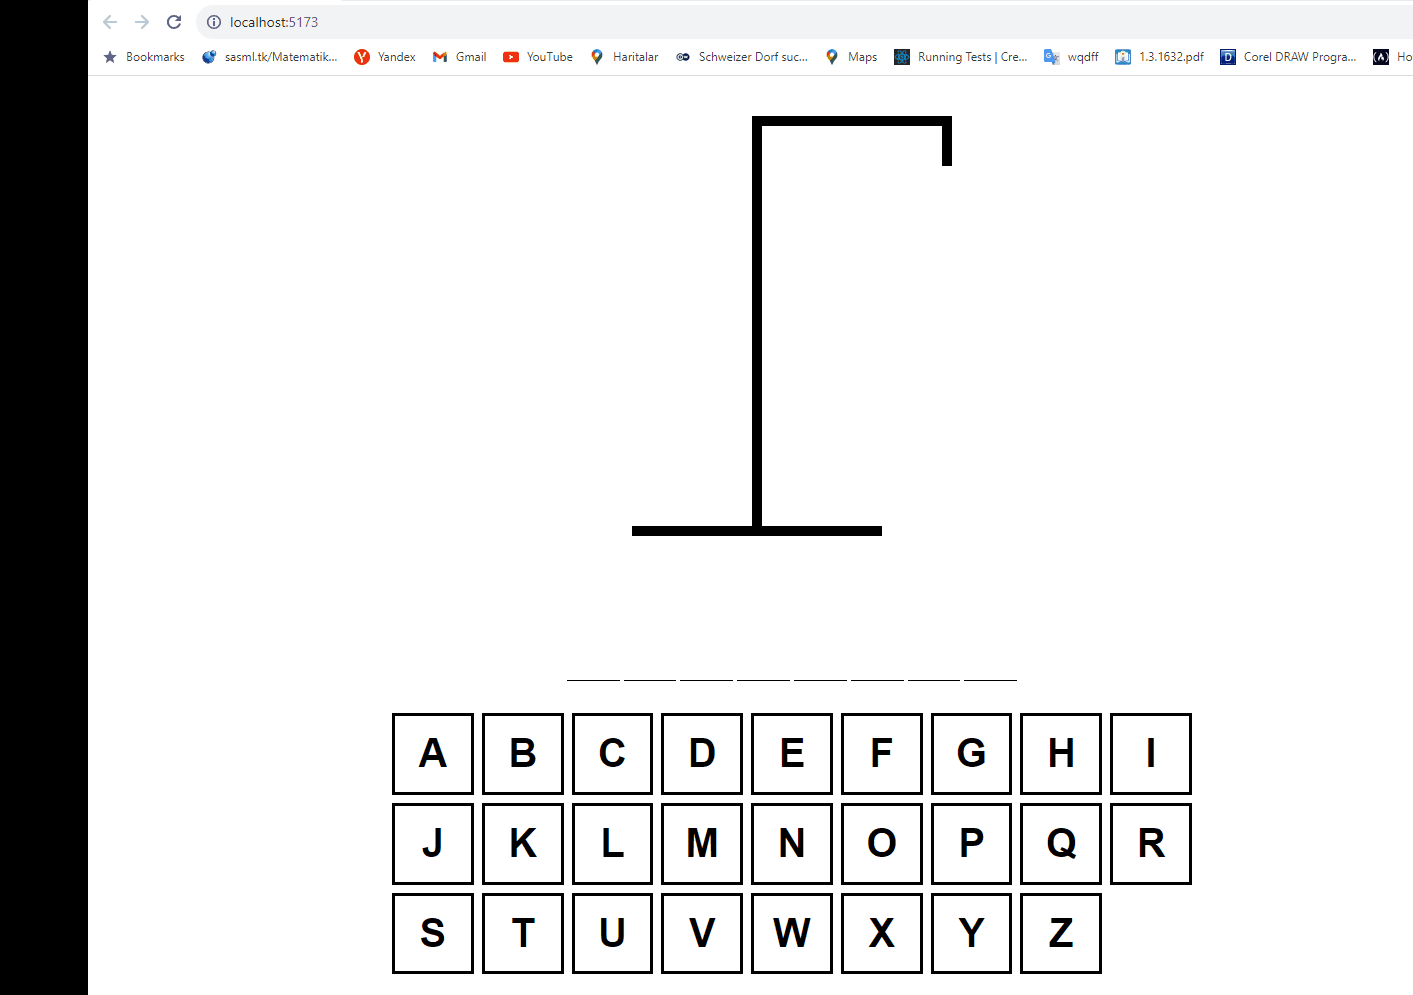 localhost:5173
Bookmarks sasml.tk/Matematik... Yandex Gmail YouTube Haritalar Schweizer Dorf suc... Maps Running Tests | Cre... wqdff 1.3.1632.pdf Corel DRAW Progra... Ho
A B C D E F G H I
J K L M N O P Q R
S T U V W X Y Z